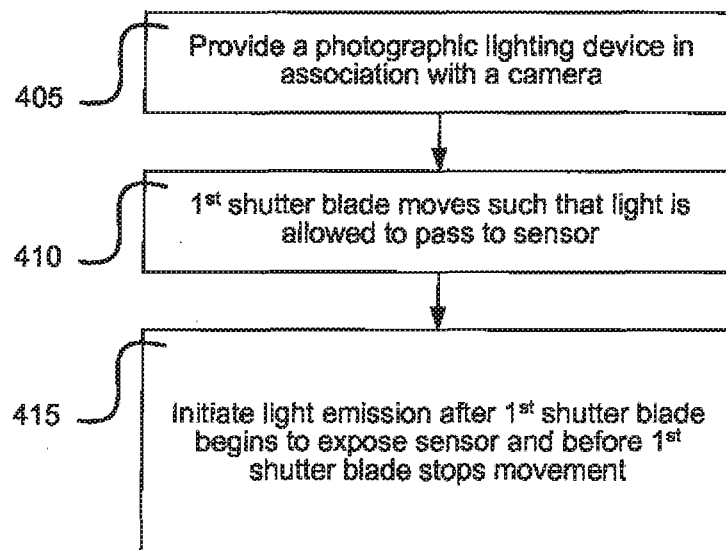 405
Provide a photographic lighting device in
association with a camera
410
1st shutter blade moves such that light is
allowed to pass to sensor
415
Initiate light emission after 1st shutter blade
begins to expose sensor and before 1st
shutter blade stops movement